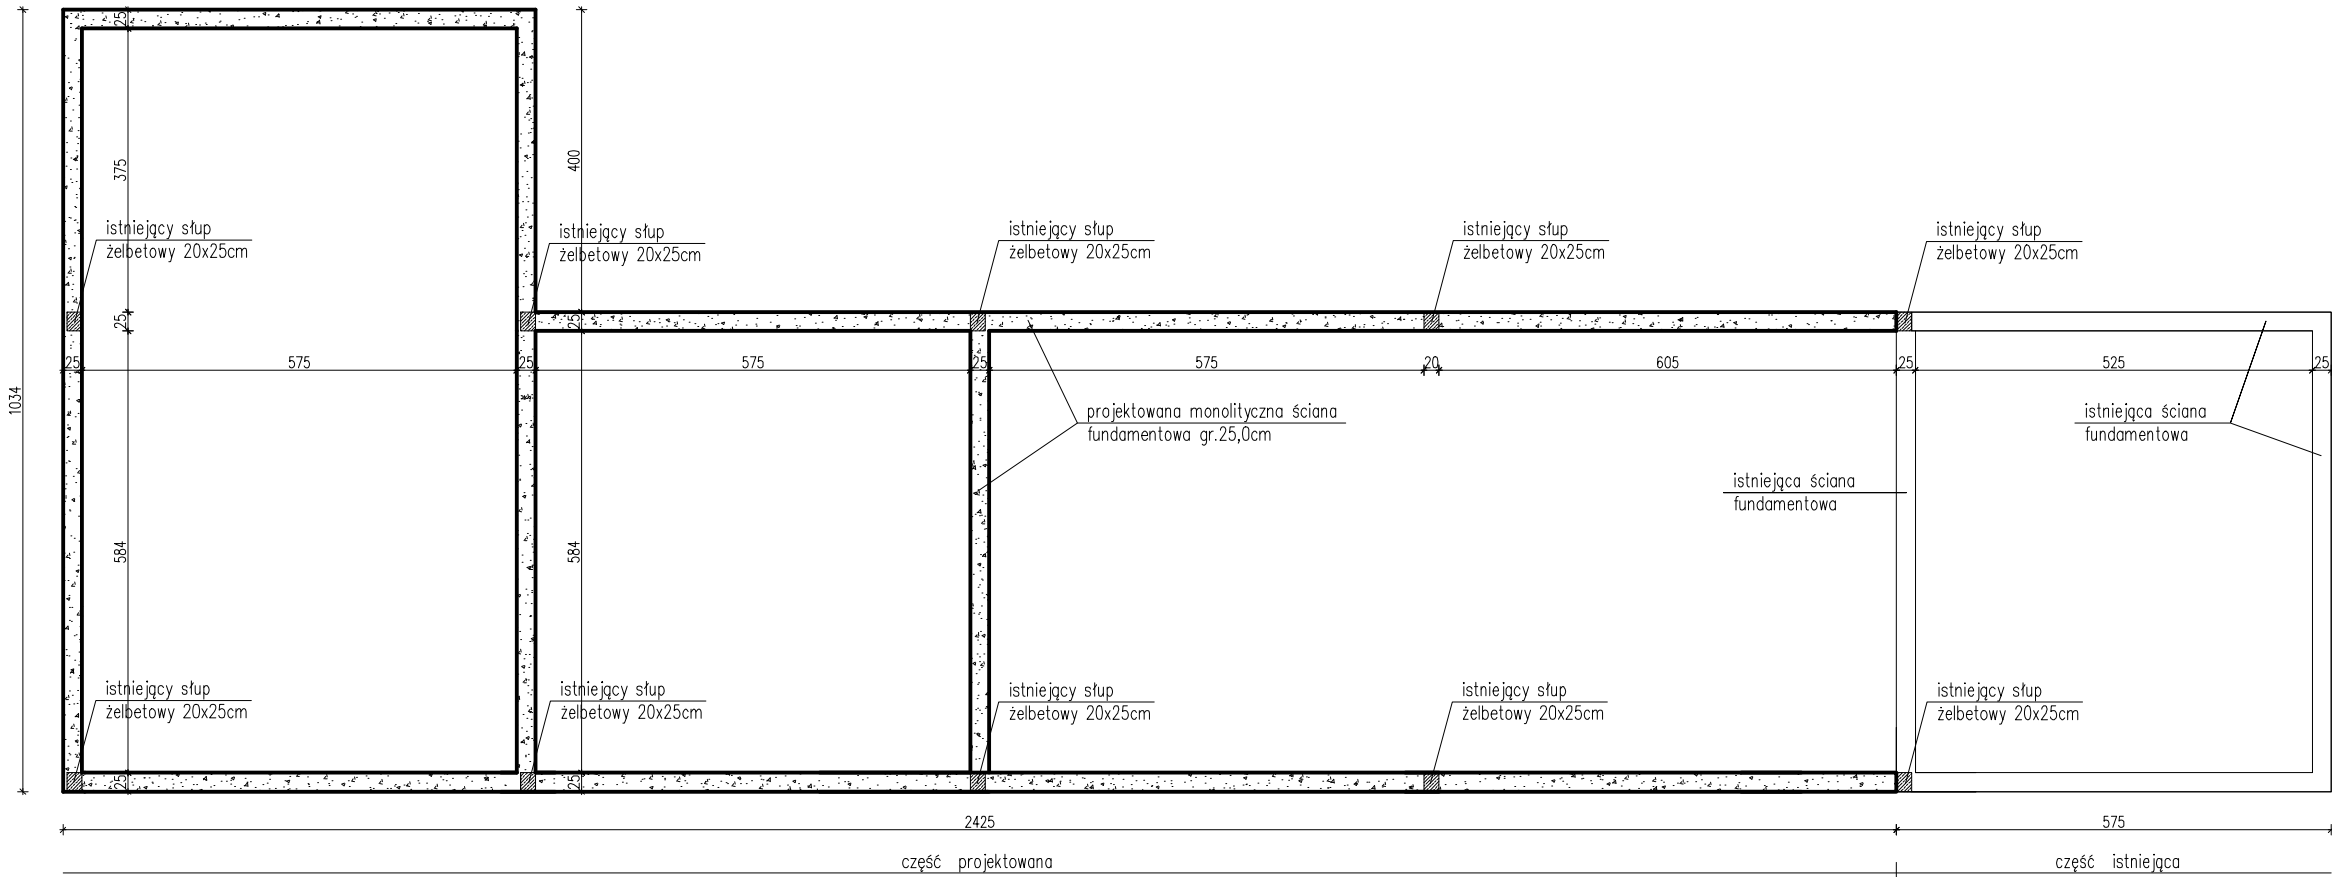 25
375
400
istniejący słup
żelbetowy 20x25cm
istniejący słup
żelbetowy 20x25cm
istniejący słup
żelbetowy 20x25cm
istniejący słup
żelbetowy 20x25cm
istniejący słup
żelbetowy 20x25cm
25
25
25
575
25
575
25
575
20
605
25
525
25
1034
projektowana monolityczna ściana
fundamentowa gr.25,0cm
istniejąca ściana
fundamentowa
istniejąca ściana
fundamentowa
584
584
istniejący słup
żelbetowy 20x25cm
istniejący słup
żelbetowy 20x25cm
istniejący słup
żelbetowy 20x25cm
istniejący słup
żelbetowy 20x25cm
istniejący słup
żelbetowy 20x25cm
25
25
2425
575
część projektowana
część istniejąca